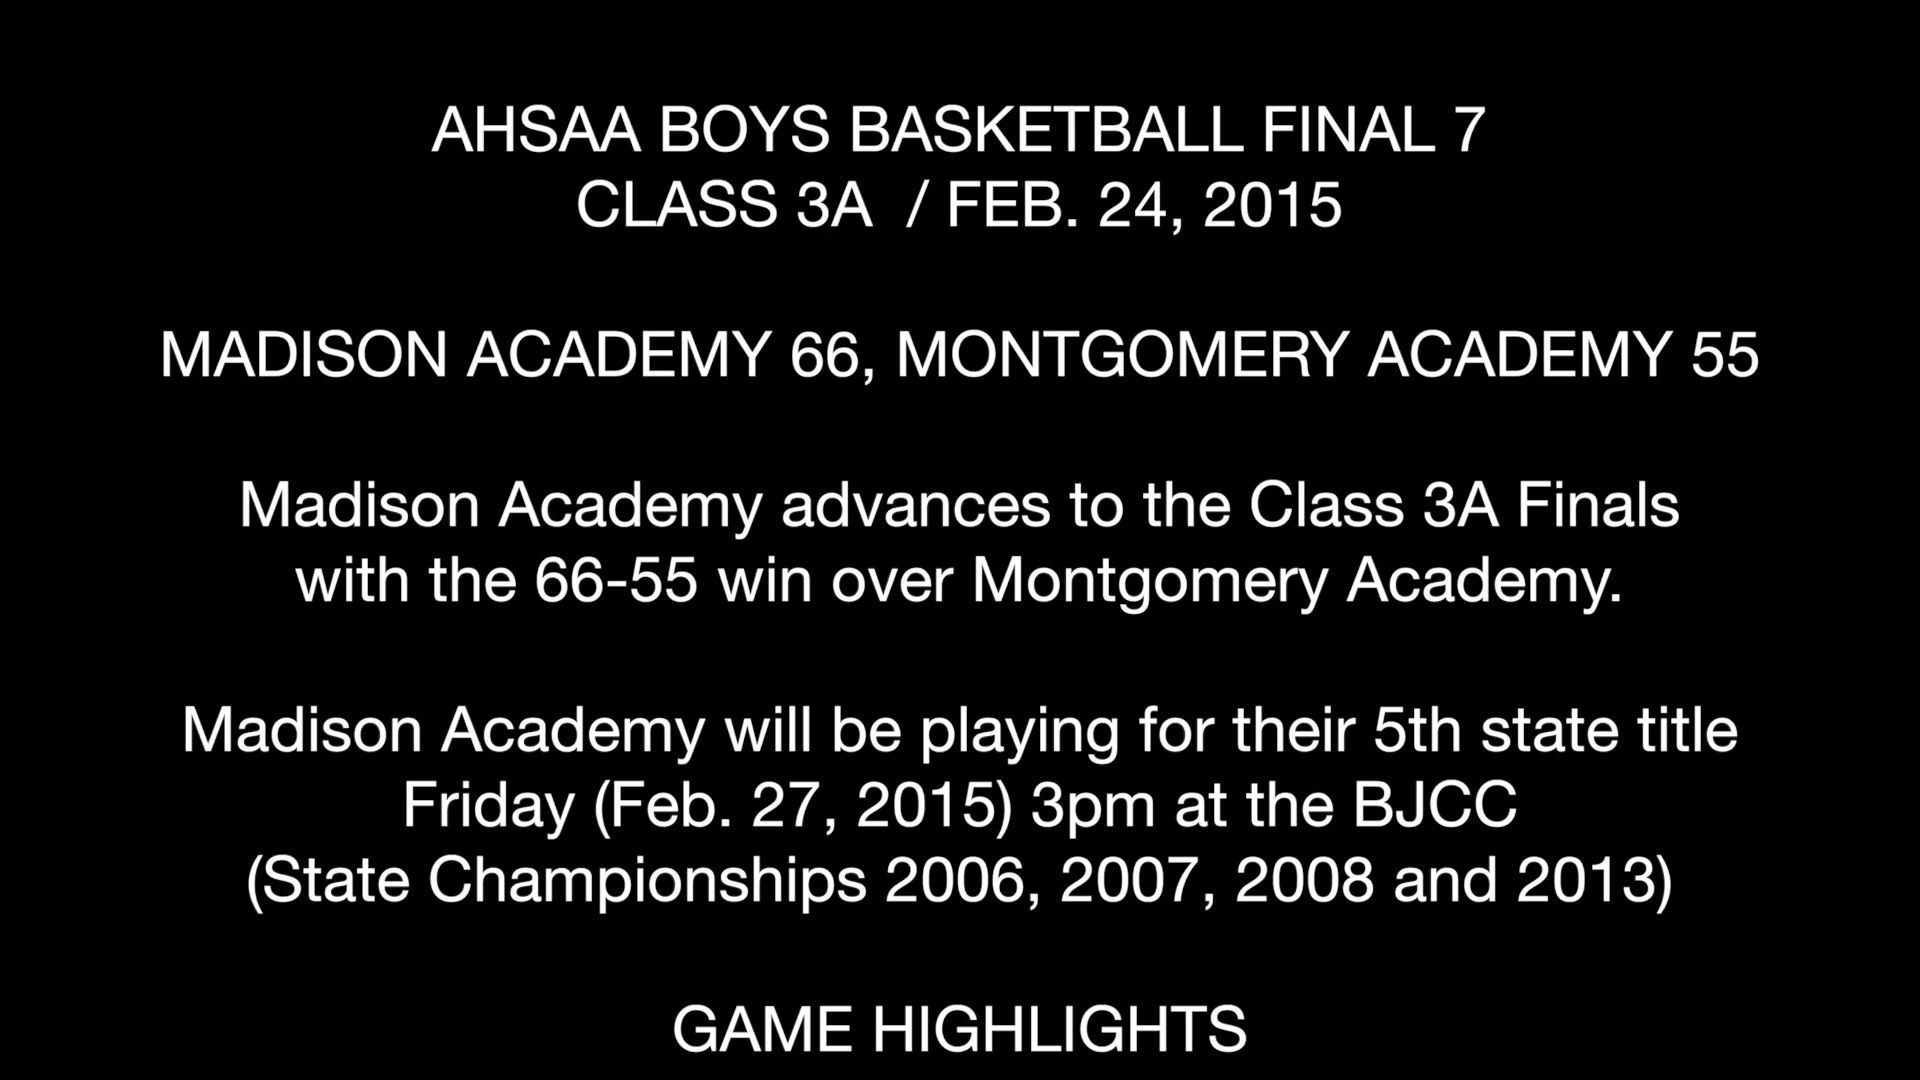 AHSAA BOYS BASKETBALL FINAL 7
CLASS 3A  / FEB. 24, 2015
MADISON ACADEMY 66, MONTGOMERY ACADEMY 55
Madison Academy advances to the Class 3A Finals
with the 66-55 win over Montgomery Academy.
Madison Academy will be playing for their 5th state title
Friday (Feb. 27, 2015) 3pm at the BJCC
(State Championships 2006, 2007, 2008 and 2013)
GAME HIGHLIGHTS